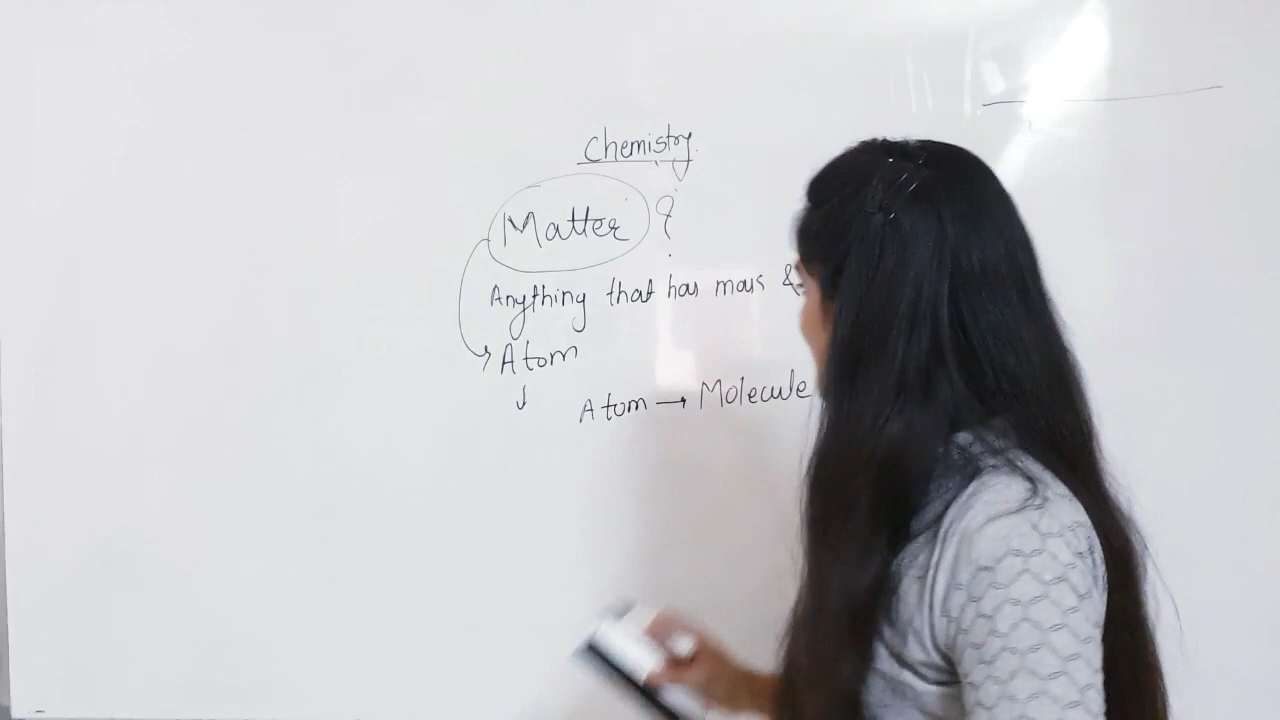 Chemistry
Matter ?
Anything that has mass &
Atom
↓
Atom → Molecule